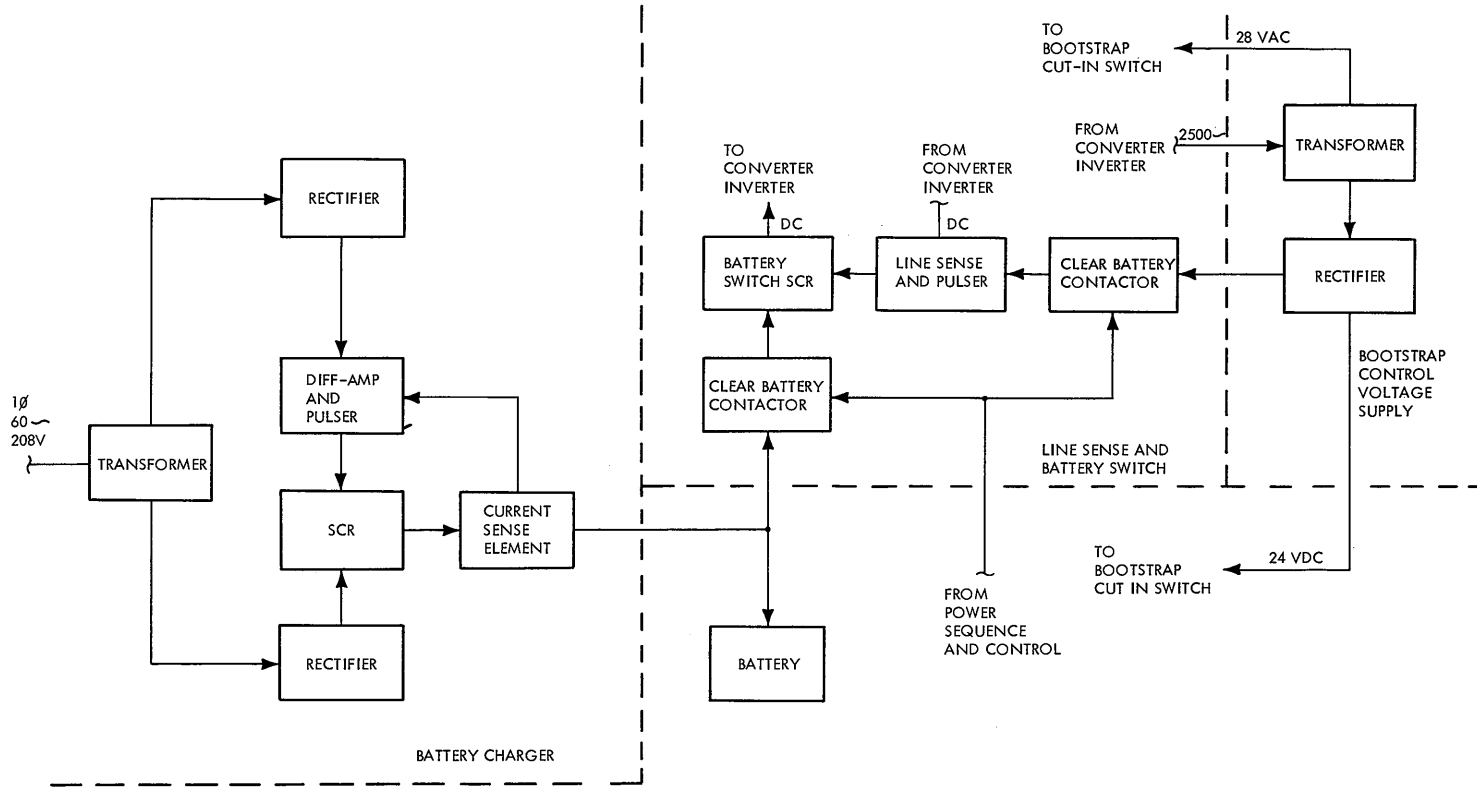 TO
BOOTSTRAP
CUT-IN SWITCH
28 VAC
FROM
CONVERTER
INVERTER
2500~
TRANSFORMER
TO
CONVERTER
INVERTER
DC
FROM
CONVERTER
INVERTER
DC
RECTIFIER
BATTERY
SWITCH SCR
LINE SENSE
AND PULSER
CLEAR BATTERY
CONTACTOR
RECTIFIER
DIFF-AMP
AND
PULSER
CLEAR BATTERY
CONTACTOR
BOOTSTRAP
CONTROL
VOLTAGE
SUPPLY
1ø
60~
208V
TRANSFORMER
LINE SENSE AND
BATTERY SWITCH
SCR
CURRENT
SENSE
ELEMENT
TO
BOOTSTRAP
CUT IN SWITCH
24 VDC
FROM
POWER
SEQUENCE
AND CONTROL
RECTIFIER
BATTERY
BATTERY CHARGER